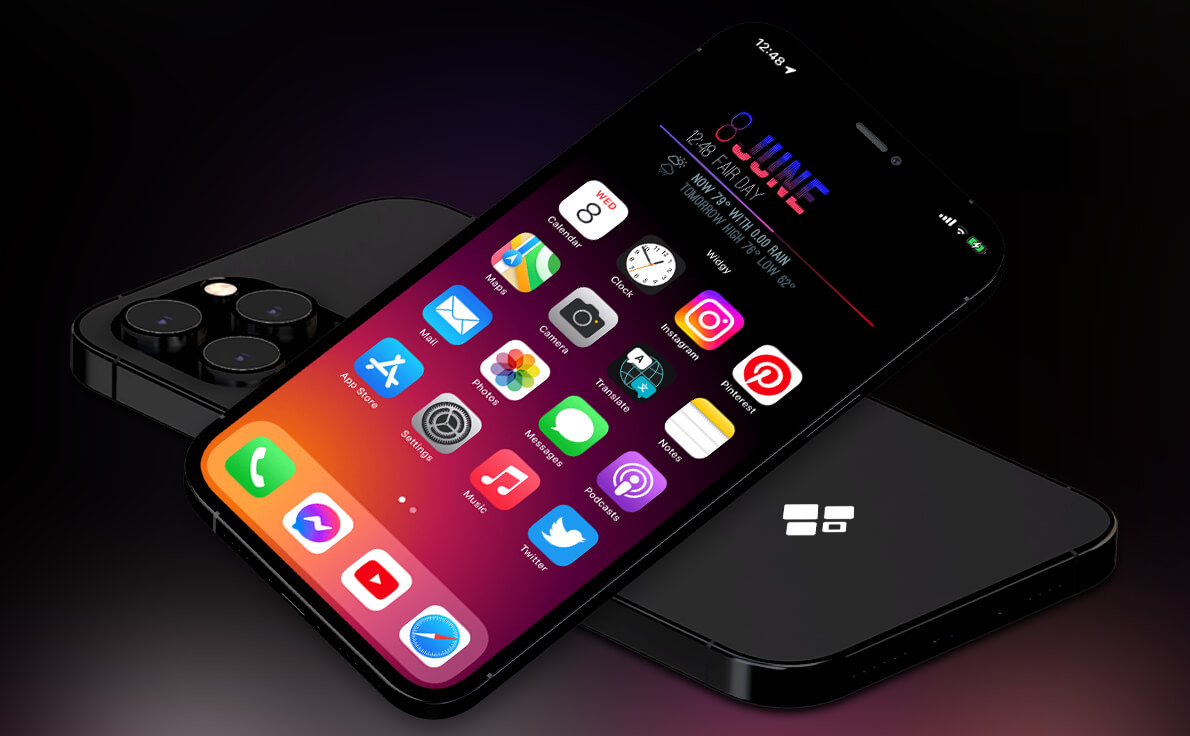 12:48
8 JUNE
12:48 FAIR DAY
NOW 79° WITH 0.00 RAIN
TOMORROW HIGH 76° LOW 62°
Widgy
WED
8
Calendar
Clock
Instagram
Pinterest
Maps
Camera
A
文
Translate
Notes
Mail
Photos
Messages
Podcasts
App Store
Settings
Music
Twitter